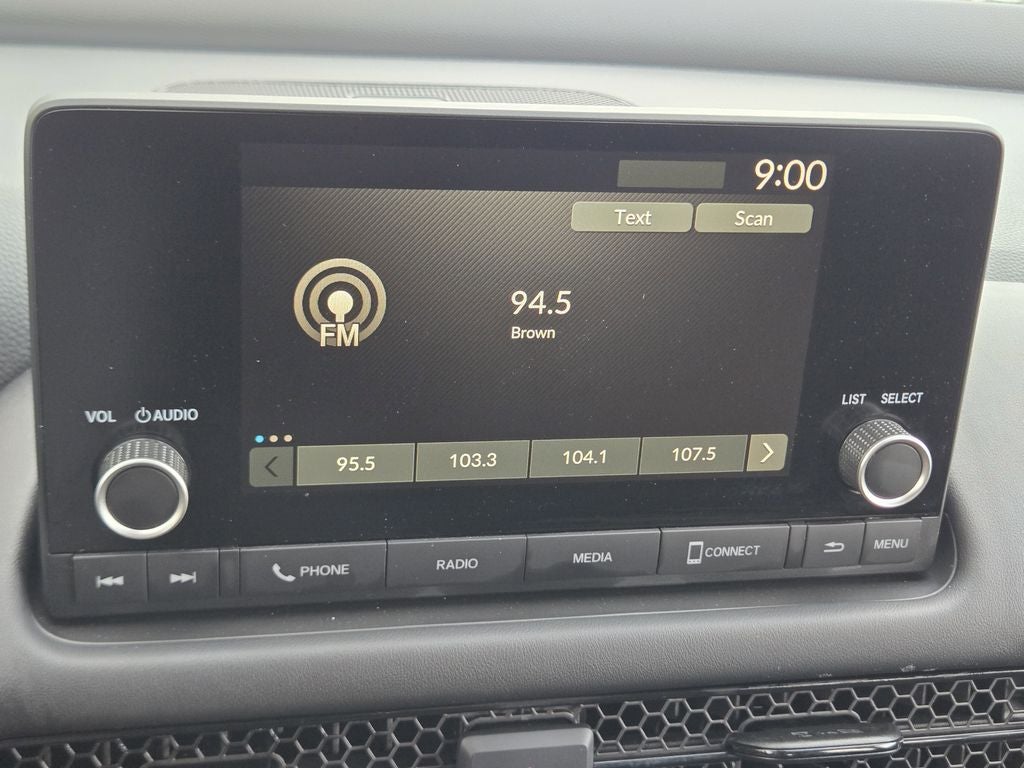 9:00
Text Scan
94.5
Brown
FM
VOL AUDIO
LIST SELECT
95.5 103.3 104.1 107.5
PHONE RADIO MEDIA CONNECT MENU